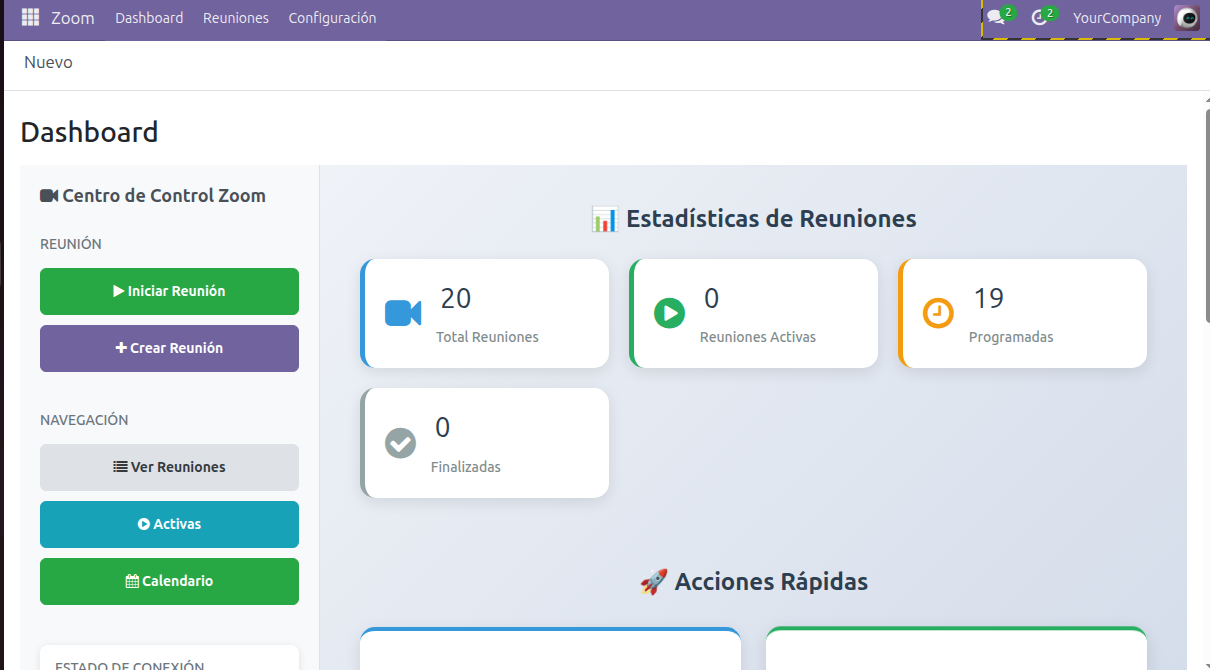 Zoom Dashboard Reuniones Configuración 2 2 YourCompany
Nuevo
Dashboard
Centro de Control Zoom
REUNIÓN
Iniciar Reunión
Crear Reunión
NAVEGACIÓN
Ver Reuniones
Activas
Calendario
ESTADO DE CONEXIÓN
Estadísticas de Reuniones
20
Total Reuniones
0
Reuniones Activas
19
Programadas
0
Finalizadas
Acciones Rápidas